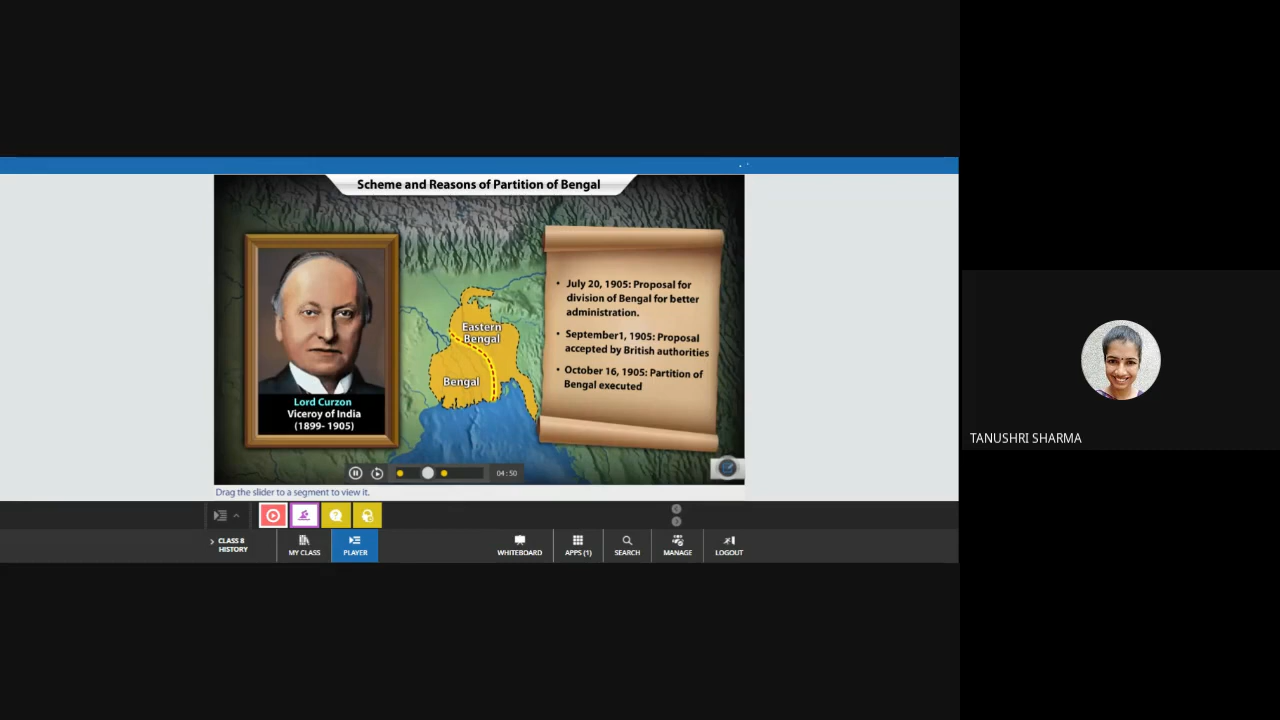 Scheme and Reasons of Partition of Bengal
Lord Curzon
Viceroy of India
(1899- 1905)
Eastern
Bengal
Bengal
• July 20, 1905: Proposal for
division of Bengal for better
administration.
• September1, 1905: Proposal
accepted by British authorities
• October 16, 1905: Partition of
Bengal executed
04:50
Drag the slider to a segment to view it.
CLASS 8
HISTORY
MY CLASS
PLAYER
WHITEBOARD
APPS (1)
SEARCH
MANAGE
LOGOUT
TANUSHRI SHARMA